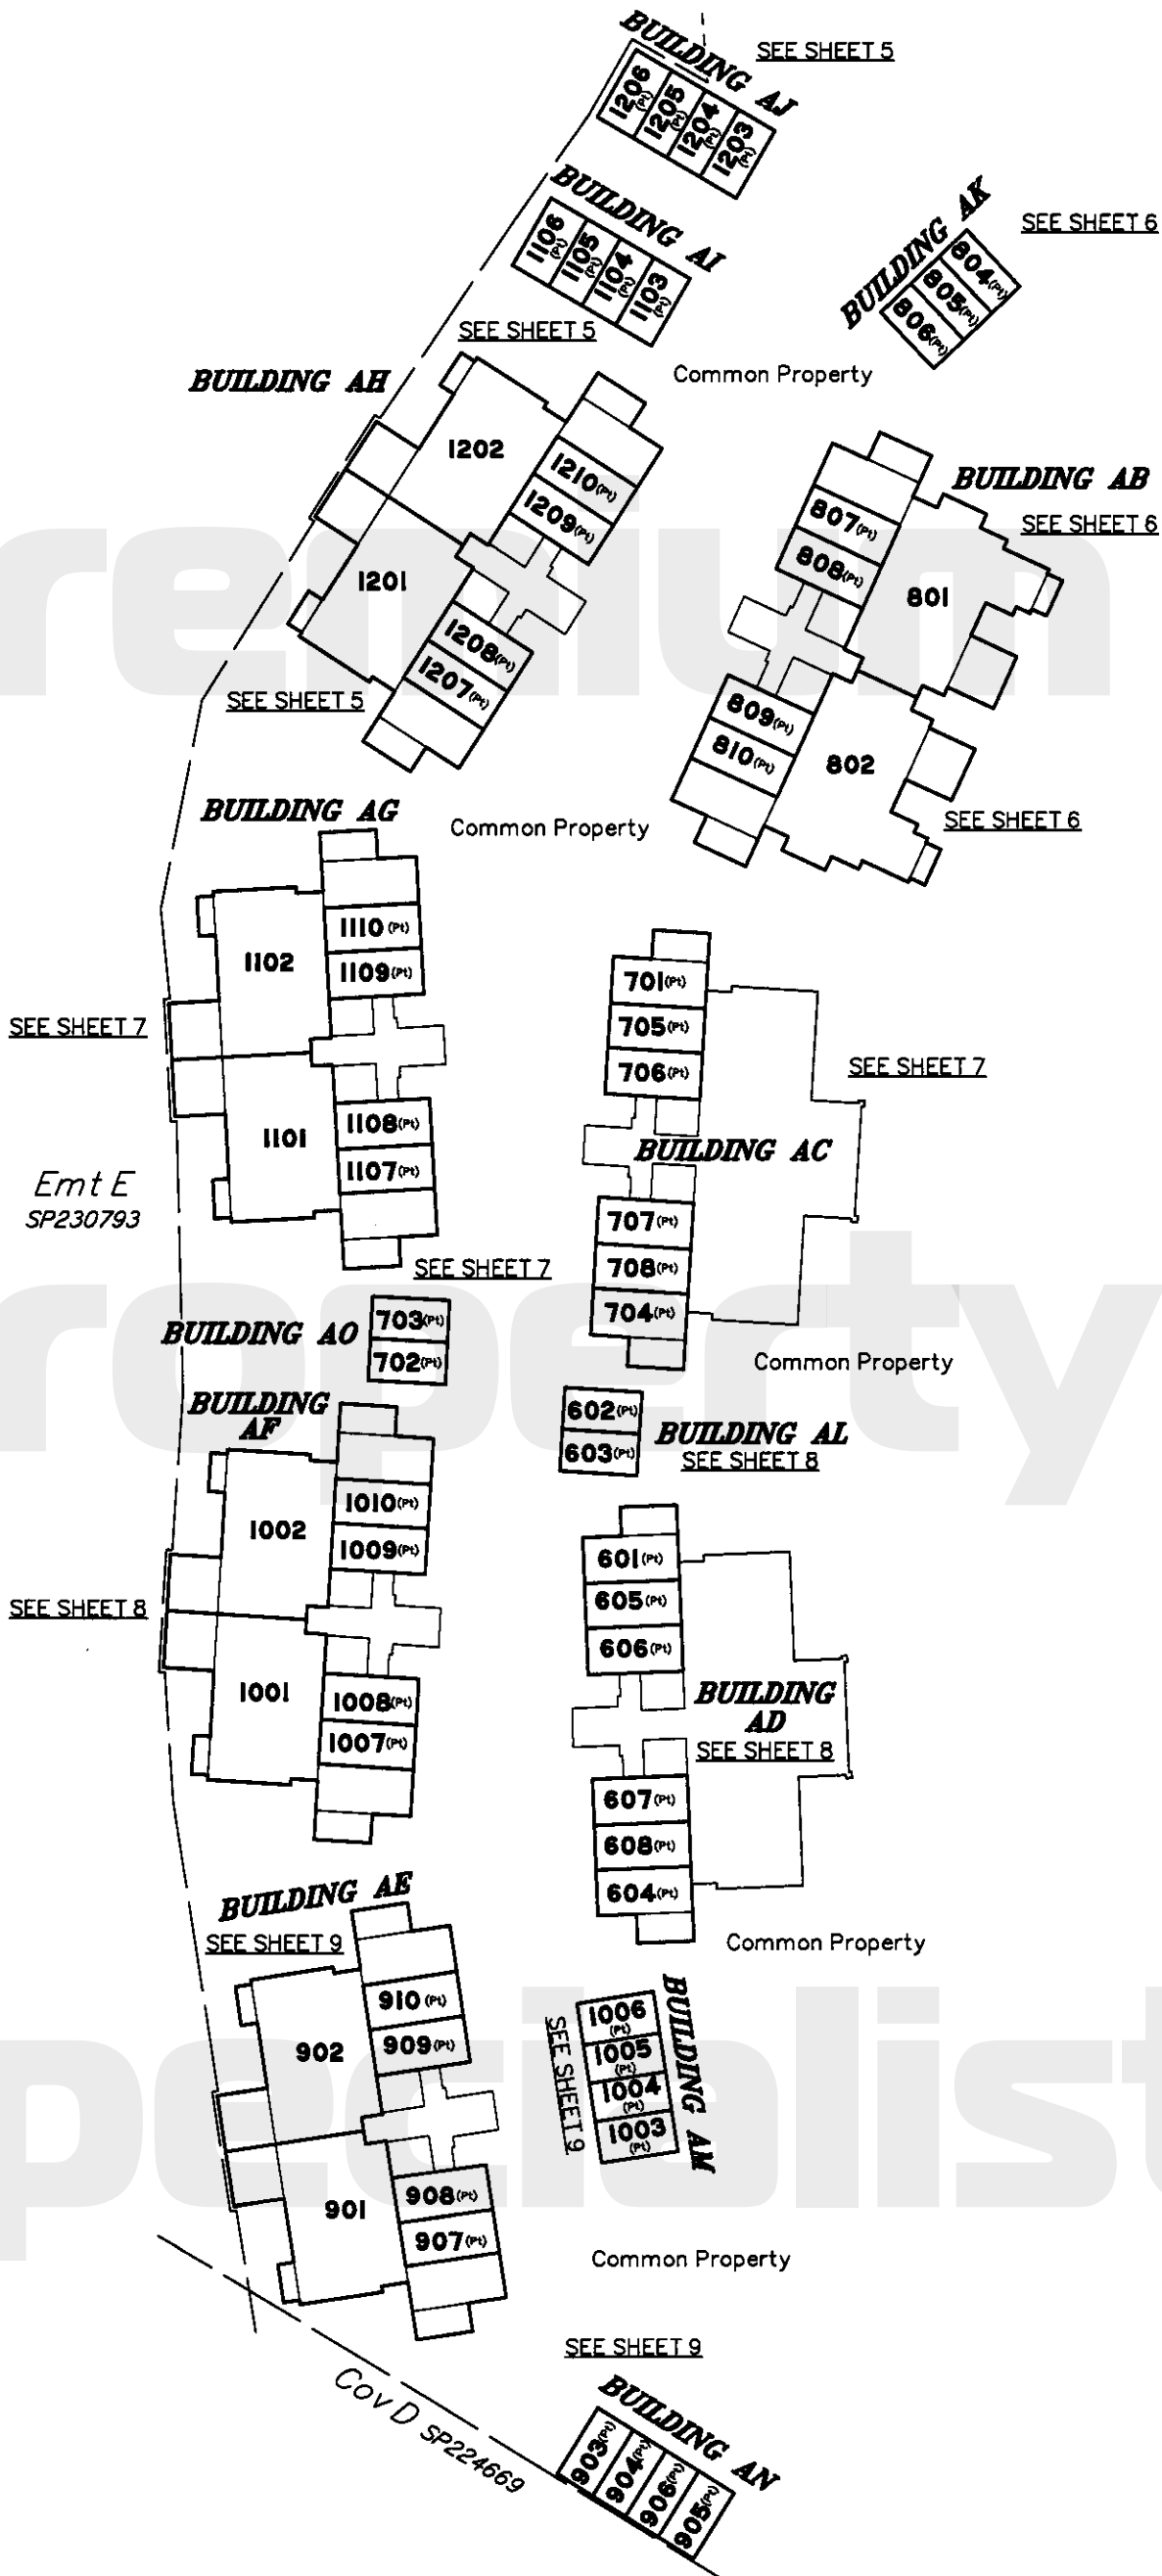 BUILDING AJ
SEE SHEET 5
1206 (Pt)
1205 (Pt)
1204 (Pt)
1203 (Pt)
BUILDING AI
1106 (Pt)
1105 (Pt)
1104 (Pt)
1103 (Pt)
SEE SHEET 5
BUILDING AK
SEE SHEET 6
804(Pt)
805(Pt)
806(Pt)
Common Property
BUILDING AH
1202
1210(Pt)
1209(Pt)
1201
1208(Pt)
1207(Pt)
SEE SHEET 5
BUILDING AB
SEE SHEET 6
807(Pt)
808(Pt)
801
809(Pt)
810(Pt)
802
SEE SHEET 6
BUILDING AG
Common Property
1110 (Pt)
1102
1109(Pt)
SEE SHEET 7
1108(Pt)
1101
1107(Pt)
Emt E
SP230793
SEE SHEET 7
701(Pt)
705(Pt)
706(Pt)
SEE SHEET 7
BUILDING AC
707(Pt)
708(Pt)
704(Pt)
Common Property
BUILDING AO
703(Pt)
702(Pt)
BUILDING
AF
602(Pt)
603(Pt)
BUILDING AL
SEE SHEET 8
1010(Pt)
1002
1009(Pt)
SEE SHEET 8
1001
1008(Pt)
1007(Pt)
601(Pt)
605(Pt)
606(Pt)
BUILDING
AD
SEE SHEET 8
607(Pt)
608(Pt)
604(Pt)
Common Property
BUILDING AE
SEE SHEET 9
910 (Pt)
902
909(Pt)
901
908(Pt)
907(Pt)
SEE SHEET 9
1006
(Pt)
1005
(Pt)
1004
(Pt)
1003
(Pt)
BUILDING AM
Common Property
SEE SHEET 9
Cov D SP224669
BUILDING AN
903(Pt)
904(Pt)
906(Pt)
905(Pt)
remium
roperty
pecialist